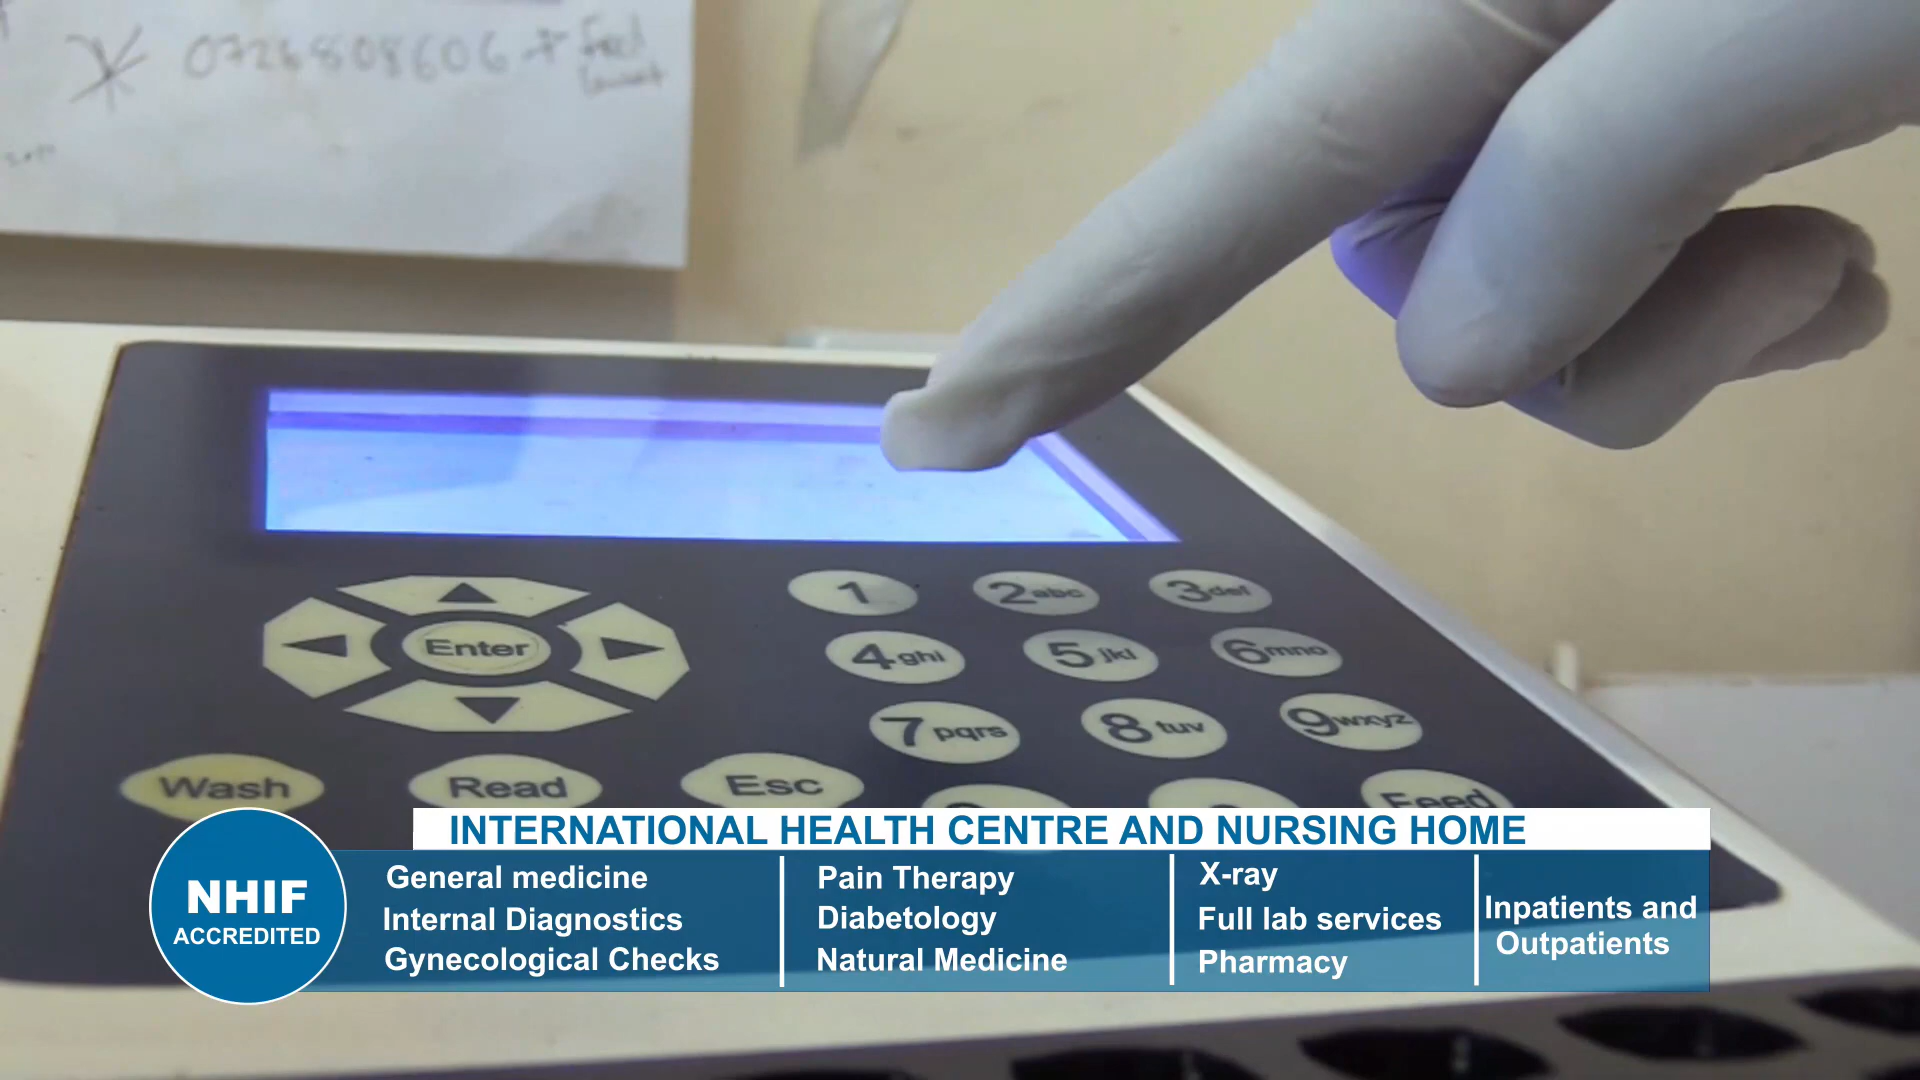 0726808606 + Feed
1
2abc
3def
4ghi
5jkl
6mno
7pqrs
8tuv
9wxyz
Enter
Wash
Read
Esc
Feed
INTERNATIONAL HEALTH CENTRE AND NURSING HOME
NHIF
ACCREDITED
General medicine
Internal Diagnostics
Gynecological Checks
Pain Therapy
Diabetology
Natural Medicine
X-ray
Full lab services
Pharmacy
Inpatients and
Outpatients